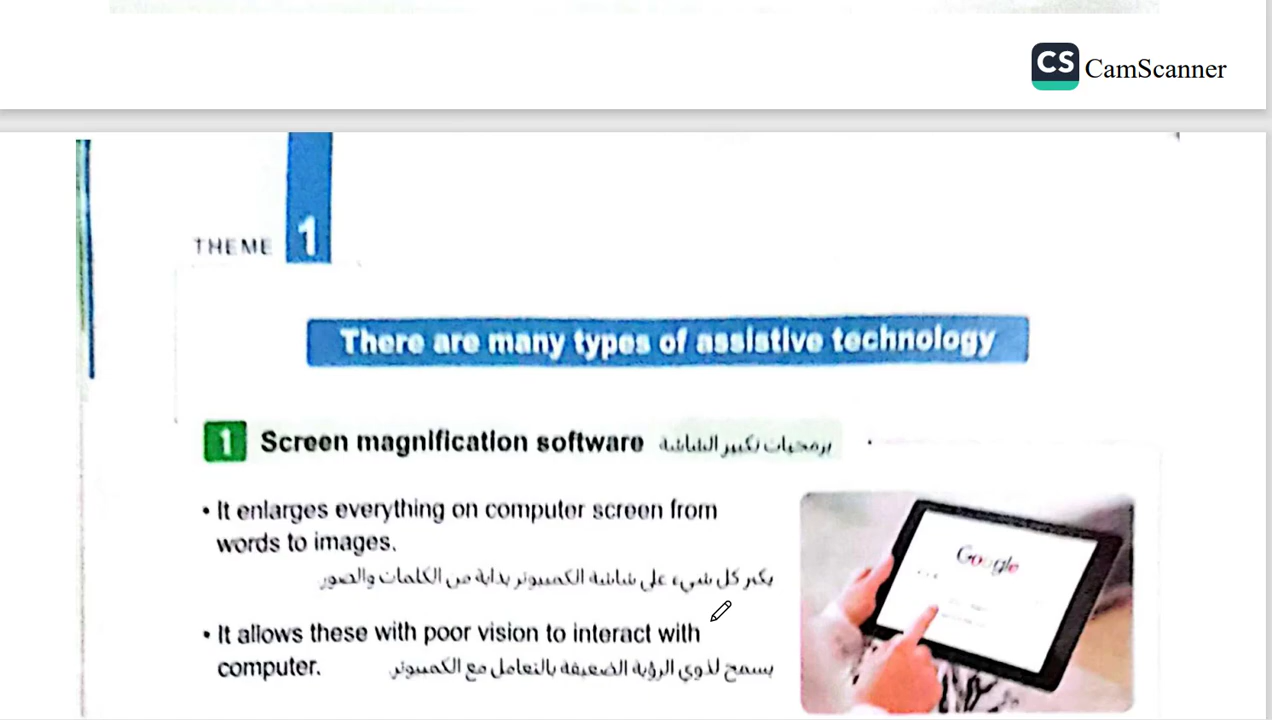 CS CamScanner
THEME 1
There are many types of assistive technology
1 Screen magnification software برمجيات تكبير الشاشة
• It enlarges everything on computer screen from
words to images.
يكبر كل شيء على شاشة الكمبيوتر بداية من الكلمات والصور
Google
• It allows these with poor vision to interact with
computer. يسمح لذوي الرؤية الضعيفة بالتعامل مع الكمبيوتر